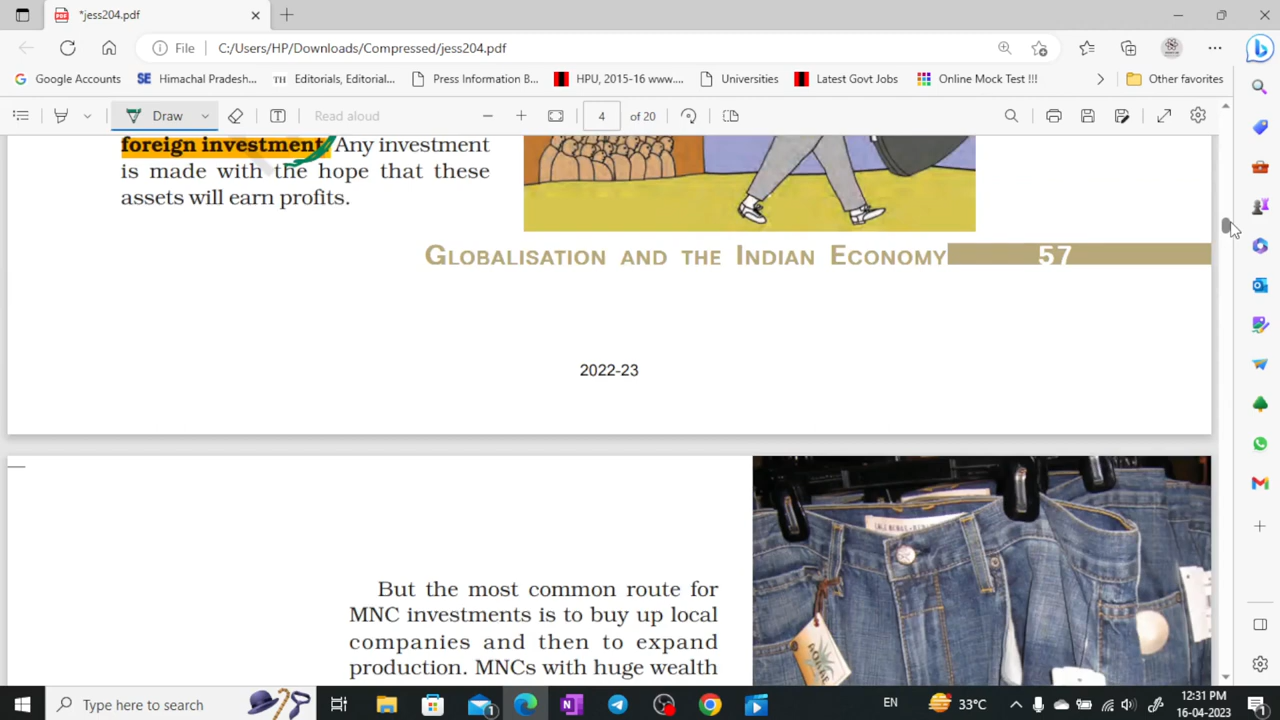 *jess204.pdf
File
C:/Users/HP/Downloads/Compressed/jess204.pdf
Google Accounts
SE Himachal Pradesh...
TH Editorials, Editorial...
Press Information B...
HPU, 2015-16 www....
Universities
Latest Govt Jobs
Online Mock Test !!!
Other favorites
Draw
Read aloud
4 of 20
foreign investment. Any investment
is made with the hope that these
assets will earn profits.
GLOBALISATION AND THE INDIAN ECONOMY 57
2022-23
But the most common route for
MNC investments is to buy up local
companies and then to expand
production. MNCs with huge wealth
Type here to search
EN
33°C
12:31 PM
16-04-2023